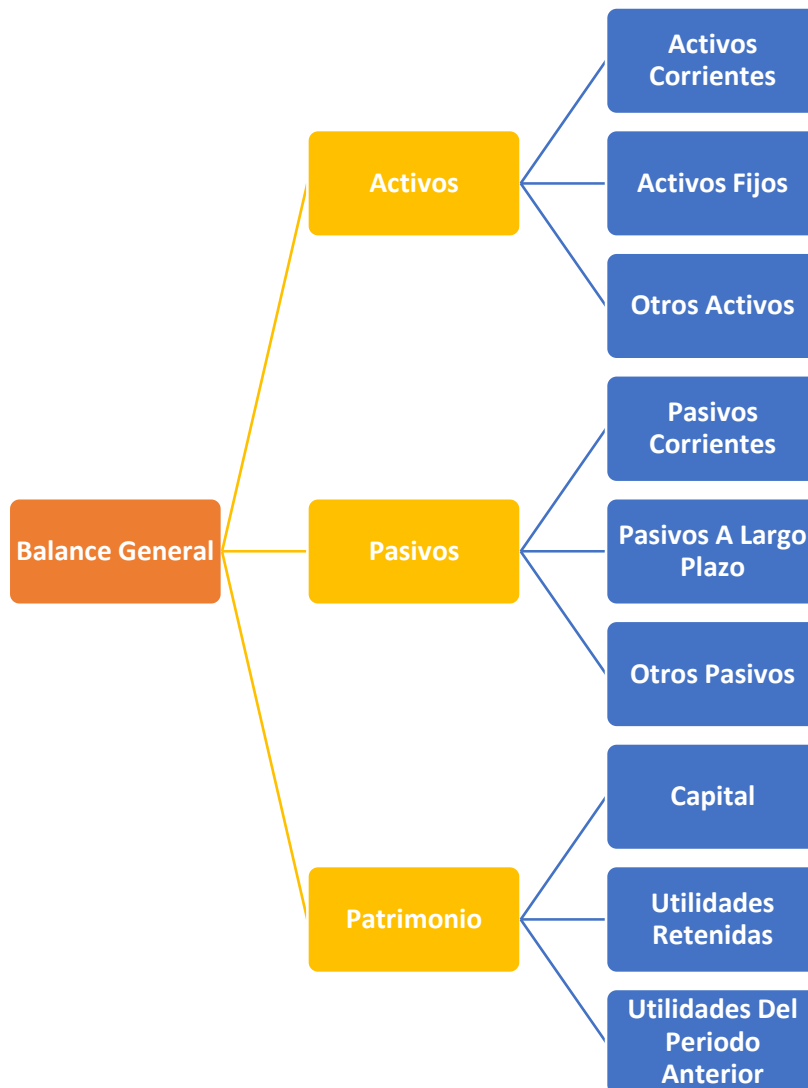 Balance General
Activos
Activos
Corrientes
Activos Fijos
Otros Activos
Pasivos
Pasivos
Corrientes
Pasivos A Largo
Plazo
Otros Pasivos
Patrimonio
Capital
Utilidades
Retenidas
Utilidades Del
Periodo
Anterior